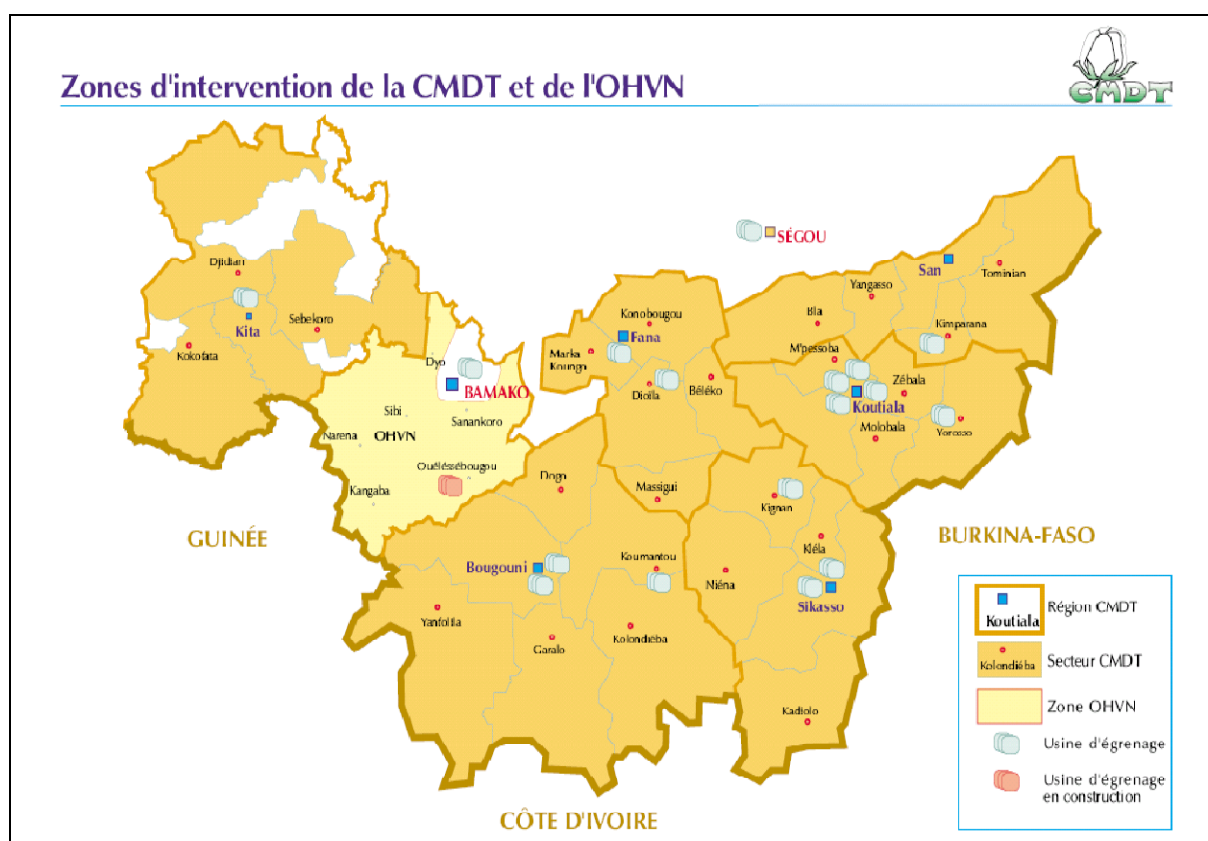 Zones d'intervention de la CMDT et de l'OHVN
CMDT
SÉGOU
San
Tominian
Djidian
Yangasso
Konobougou
Bla
Kita
Sebekoro
Fana
Kimparana
Kokofata
Marka
Koungo
M'pessoba
Dyo
BAMAKO
Dioïla
Béléko
Zébala
Koutiala
Sibi
Sanankoro
Molobala
Yorosso
Narena
OHVN
Ouéléssébougou
Kangaba
Dogo
Massigui
Kignan
GUINÉE
BURKINA-FASO
Kléla
Bougouni
Koumantou
Niéna
Sikasso
Yanfolila
Kolondiéba
Garalo
Kadiolo
CÔTE D'IVOIRE
Koutiala
Région CMDT
Kolondiéba
Secteur CMDT
Zone OHVN
Usine d'égrenage
Usine d'égrenage
en construction